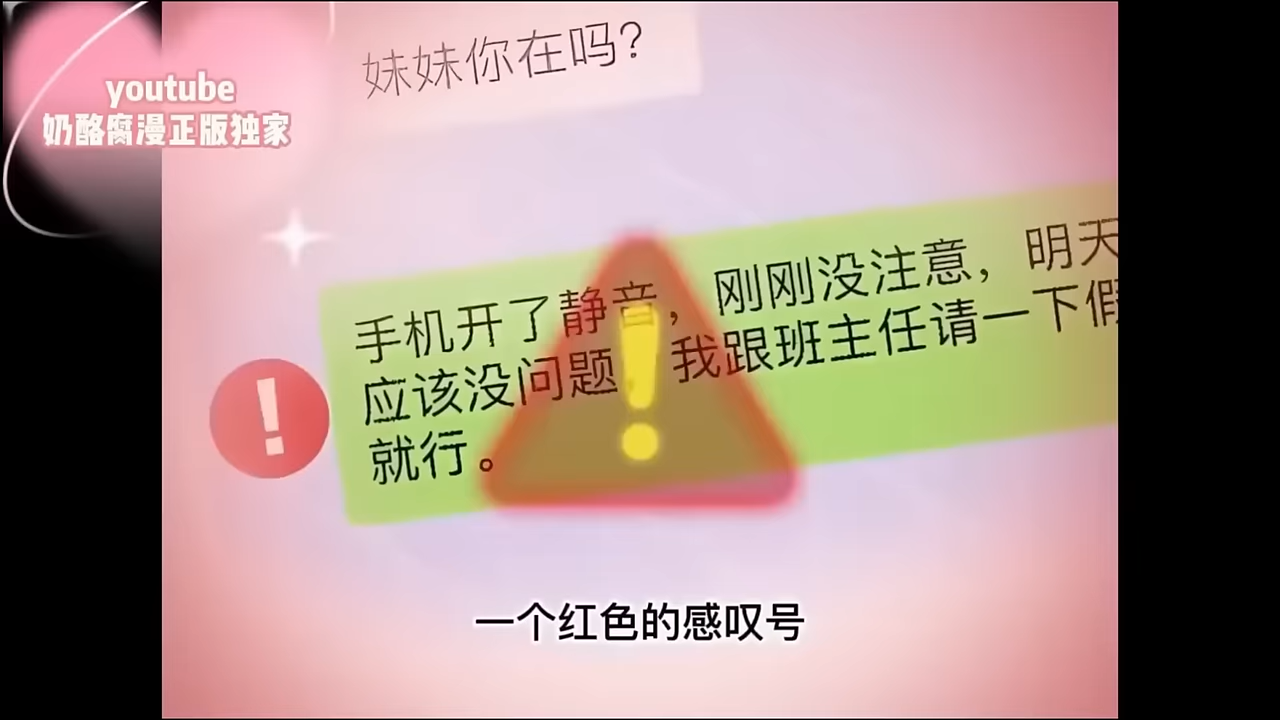 妹妹你在吗？
youtube
奶酪腐漫正版独家
手机开了静音，刚刚没注意，明天
应该没问题 我跟班主任请一下假
就行。
一个红色的感叹号